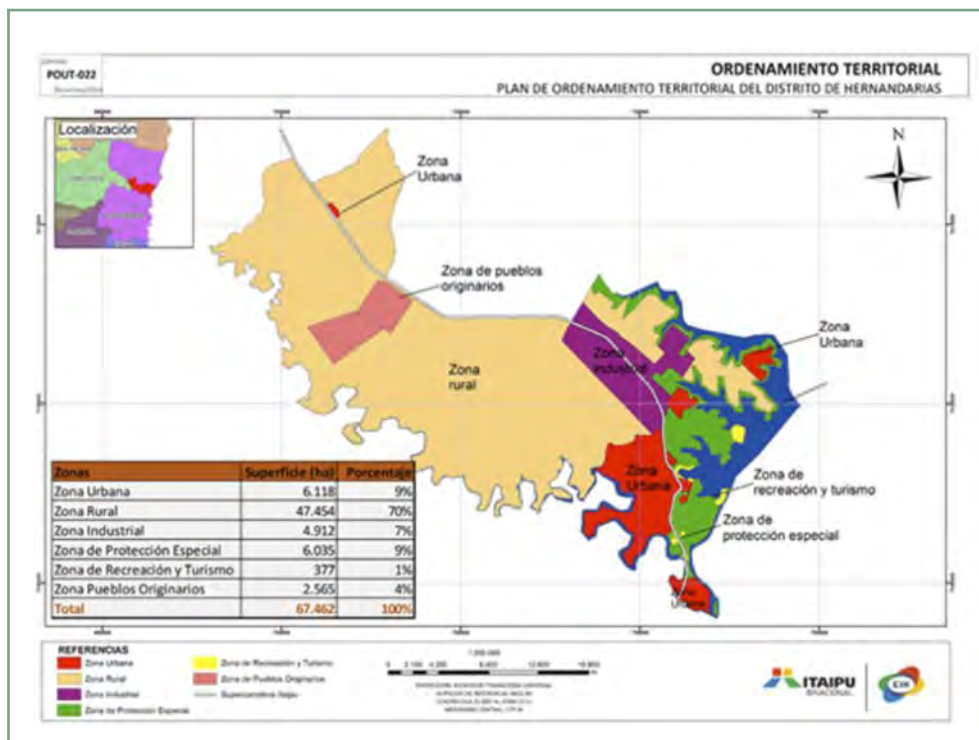 POUT-022
ORDENAMIENTO TERRITORIAL
PLAN DE ORDENAMIENTO TERRITORIAL DEL DISTRITO DE HERNANDARIAS
Localización
N
Zona
Urbana
Zona de pueblos
originarios
Zona
Urbana
Zona
industrial
Zona
rural
Zona
Urbana
Zona de
recreación y turismo
Zona de
protección especial
Zona
Urbana
Zonas Superficie (ha) Porcentaje
Zona Urbana 6.118 9%
Zona Rural 47.454 70%
Zona Industrial 4.912 7%
Zona de Protección Especial 6.035 9%
Zona de Recreación y Turismo 377 1%
Zona Pueblos Originarios 2.565 4%
Total 67.462 100%
REFERENCIAS
Zona Urbana
Zona Rural
Zona Industrial
Zona de Protección Especial
Zona de Recreación y Turismo
Zona de Pueblos Originarios
Supercarretera Itaipu
ITAIPU
BINACIONAL